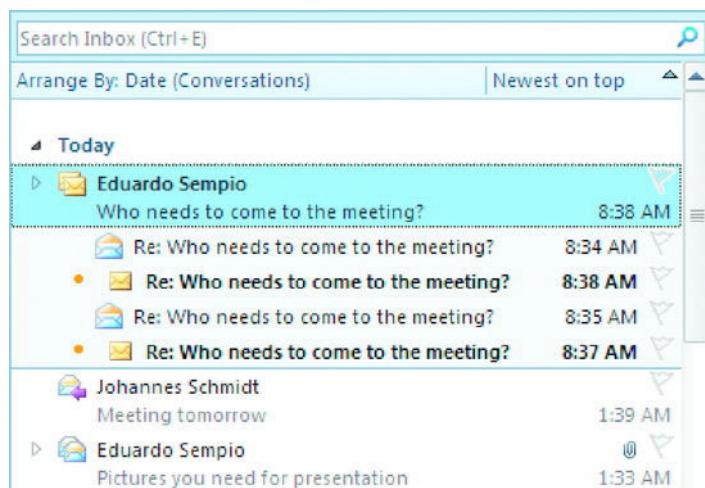 Search Inbox (Ctrl+E)
Arrange By: Date (Conversations) Newest on top
Today
Eduardo Sempio
Who needs to come to the meeting? 8:38 AM
Re: Who needs to come to the meeting? 8:34 AM
Re: Who needs to come to the meeting? 8:38 AM
Re: Who needs to come to the meeting? 8:35 AM
Re: Who needs to come to the meeting? 8:37 AM
Johannes Schmidt
Meeting tomorrow 1:39 AM
Eduardo Sempio
Pictures you need for presentation 1:33 AM